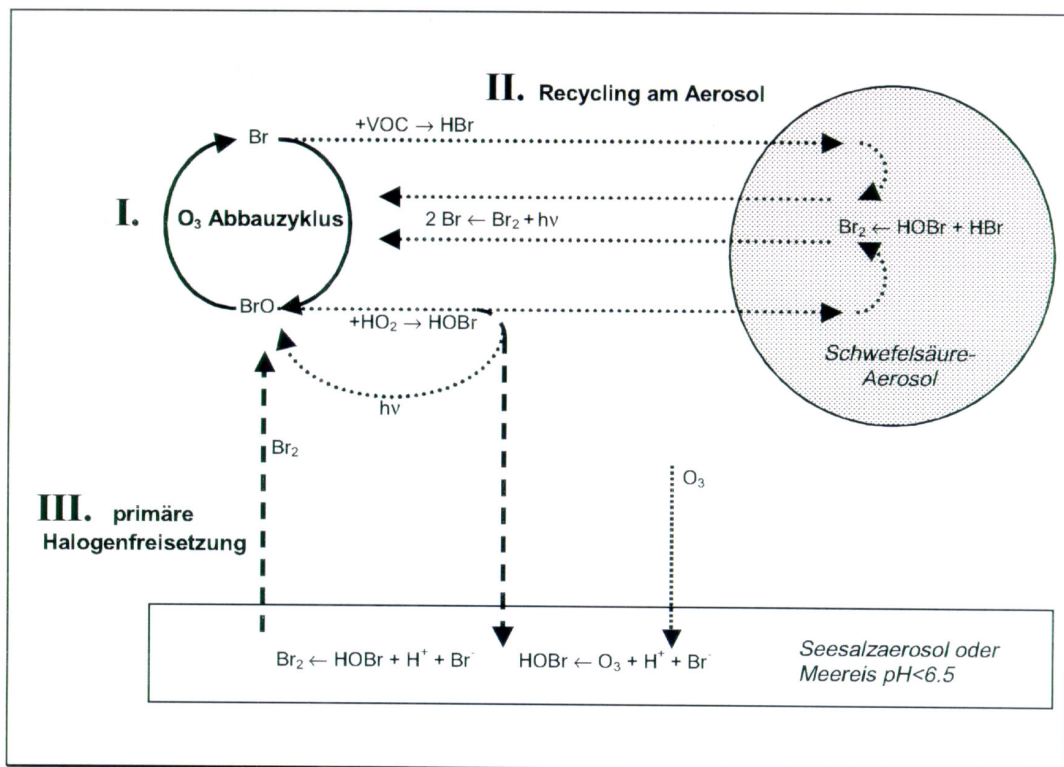 II. Recycling am Aerosol
+VOC → HBr
Br
I.
O₃ Abbauzyklus
2 Br ← Br₂ + hν
Br₂ ← HOBr + HBr
BrO
+HO₂ → HOBr
Schwefelsäure-
Aerosol
hν
Br₂
O₃
III. primäre
Halogenfreisetzung
Br₂ ← HOBr + H⁺ + Br⁻
HOBr ← O₃ + H⁺ + Br⁻
Seesalzaerosol oder
Meereis pH<6.5